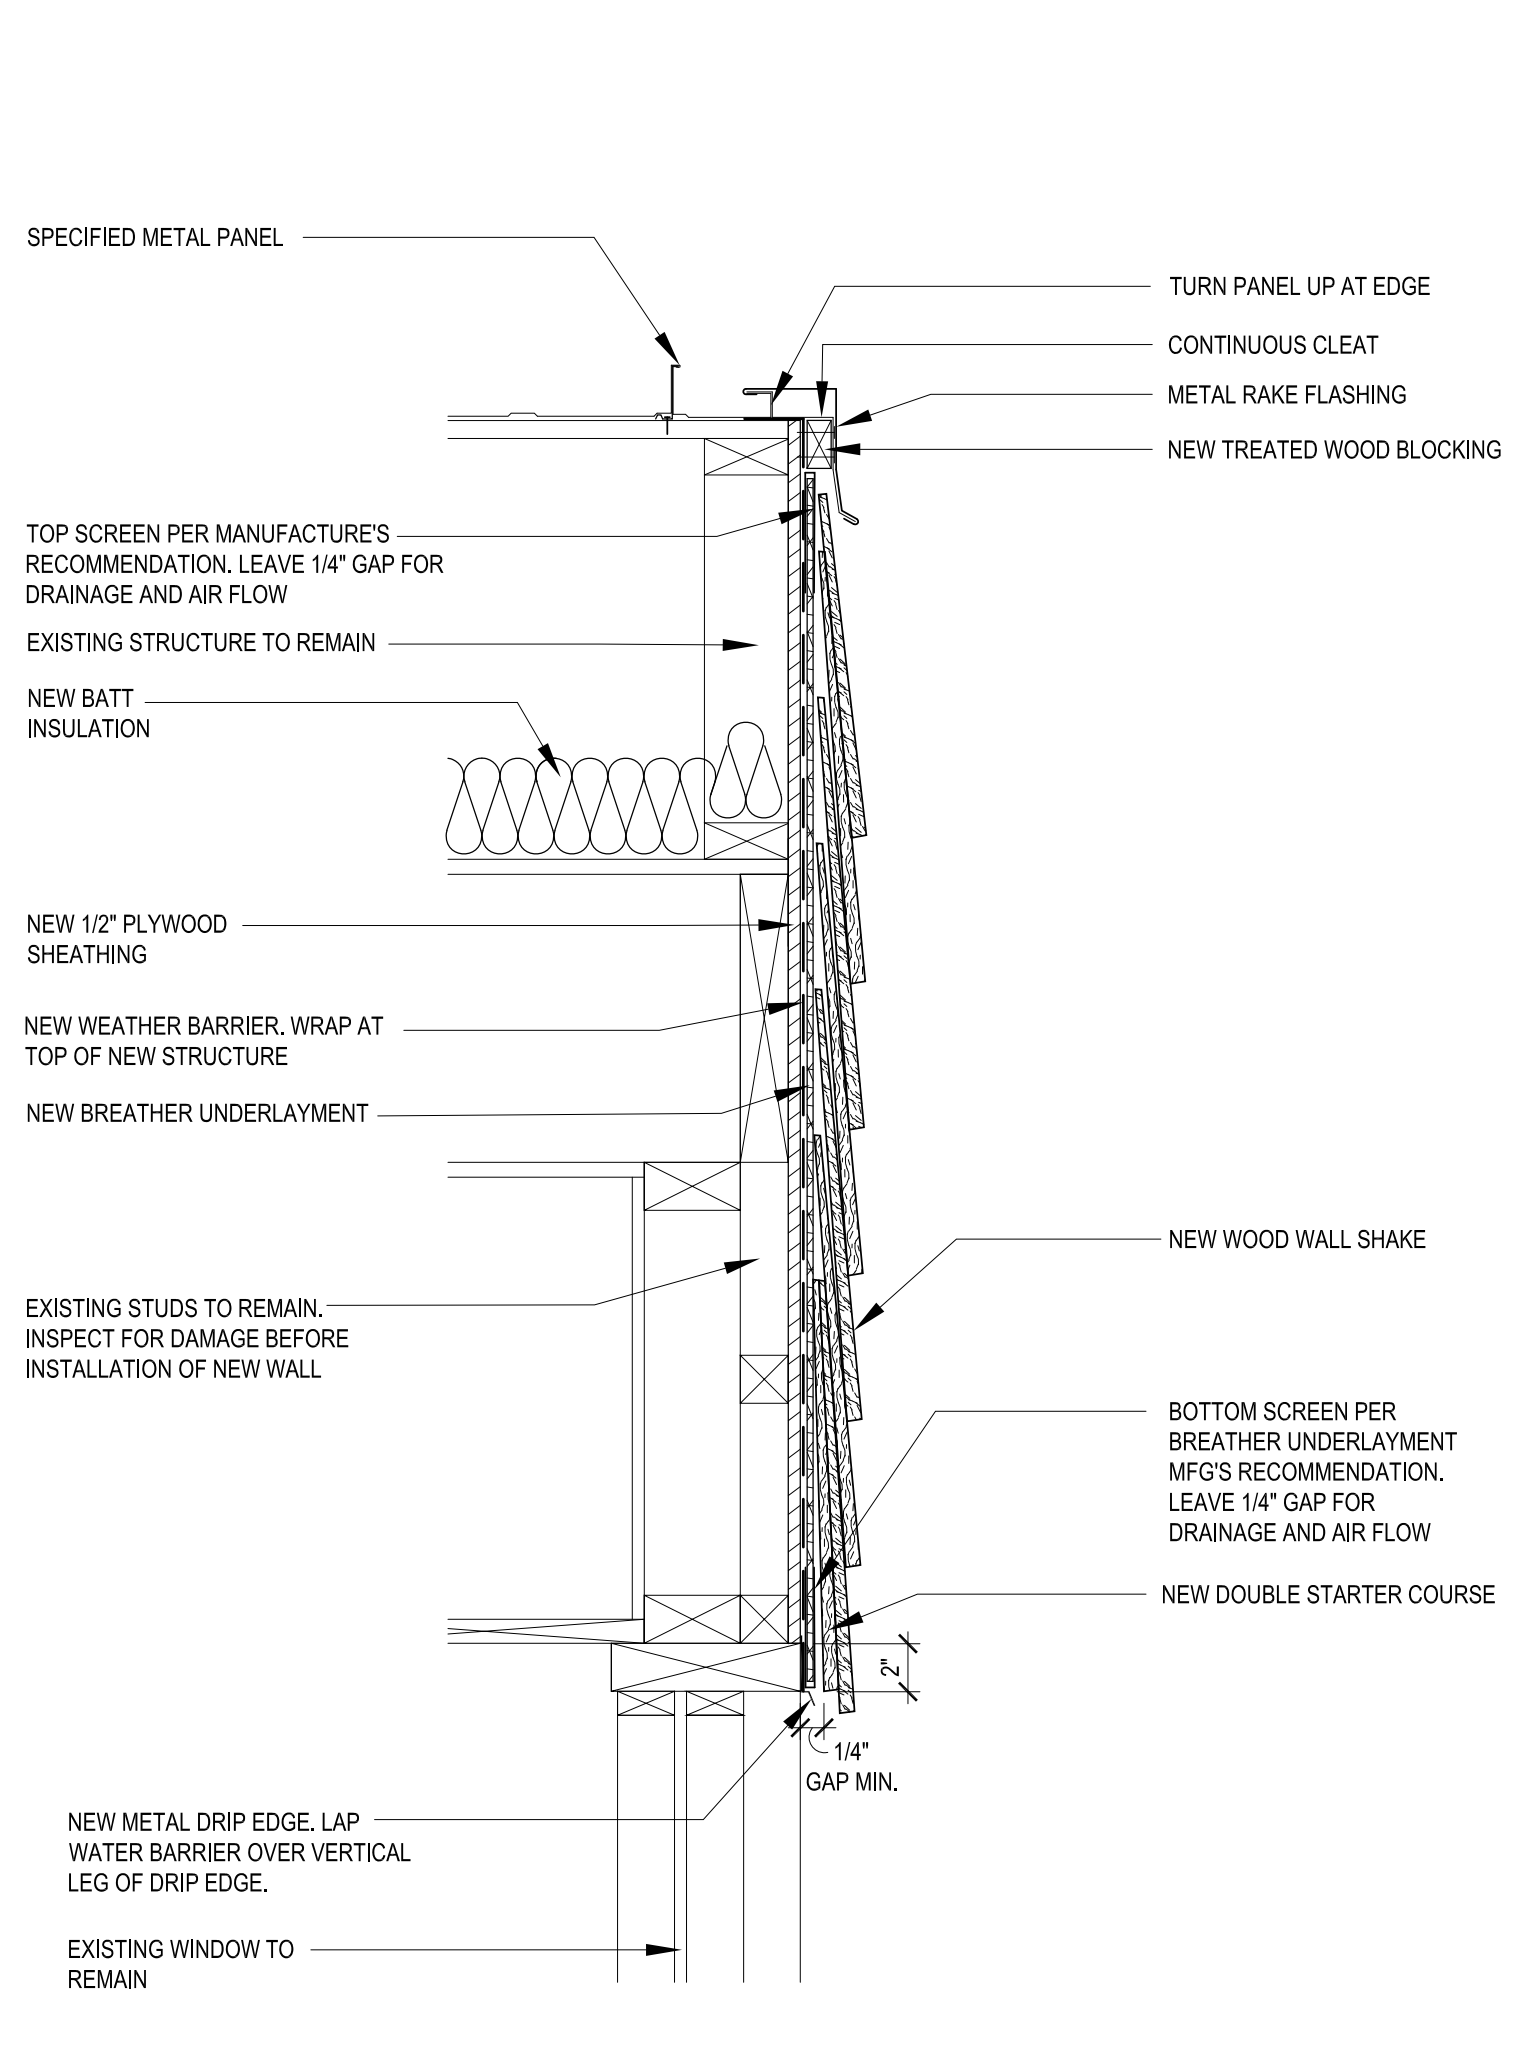 SPECIFIED METAL PANEL
TURN PANEL UP AT EDGE
CONTINUOUS CLEAT
METAL RAKE FLASHING
NEW TREATED WOOD BLOCKING
TOP SCREEN PER MANUFACTURE'S
RECOMMENDATION. LEAVE 1/4" GAP FOR
DRAINAGE AND AIR FLOW
EXISTING STRUCTURE TO REMAIN
NEW BATT
INSULATION
NEW 1/2" PLYWOOD
SHEATHING
NEW WEATHER BARRIER. WRAP AT
TOP OF NEW STRUCTURE
NEW BREATHER UNDERLAYMENT
NEW WOOD WALL SHAKE
EXISTING STUDS TO REMAIN.
INSPECT FOR DAMAGE BEFORE
INSTALLATION OF NEW WALL
BOTTOM SCREEN PER
BREATHER UNDERLAYMENT
MFG'S RECOMMENDATION.
LEAVE 1/4" GAP FOR
DRAINAGE AND AIR FLOW
NEW DOUBLE STARTER COURSE
2"
1/4"
GAP MIN.
NEW METAL DRIP EDGE. LAP
WATER BARRIER OVER VERTICAL
LEG OF DRIP EDGE.
EXISTING WINDOW TO
REMAIN